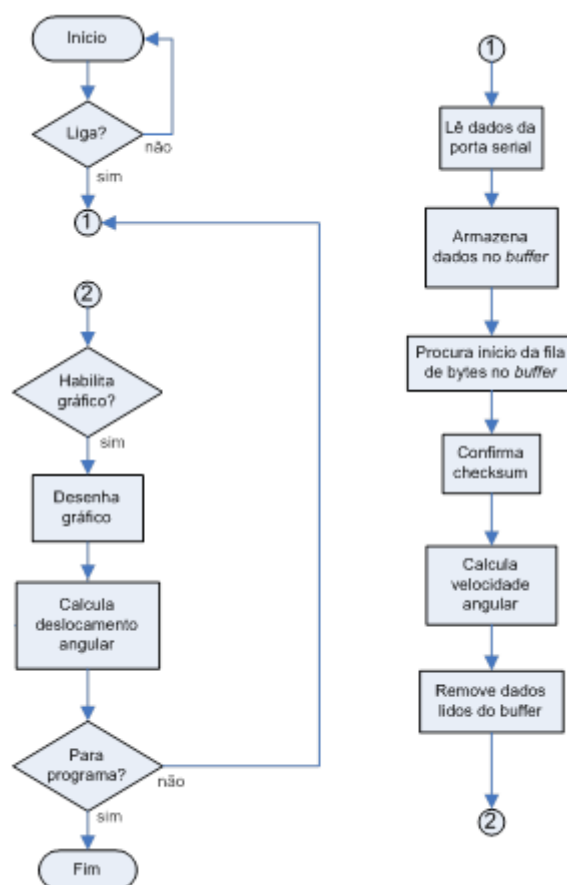 Início
Liga?
não
sim
1
2
Habilita
gráfico?
sim
Desenha
gráfico
Calcula
deslocamento
angular
Para
programa?
não
sim
Fim
1
Lê dados da
porta serial
Armazena
dados no buffer
Procura início da fila
de bytes no buffer
Confirma
checksum
Calcula
velocidade
angular
Remove dados
lidos do buffer
2